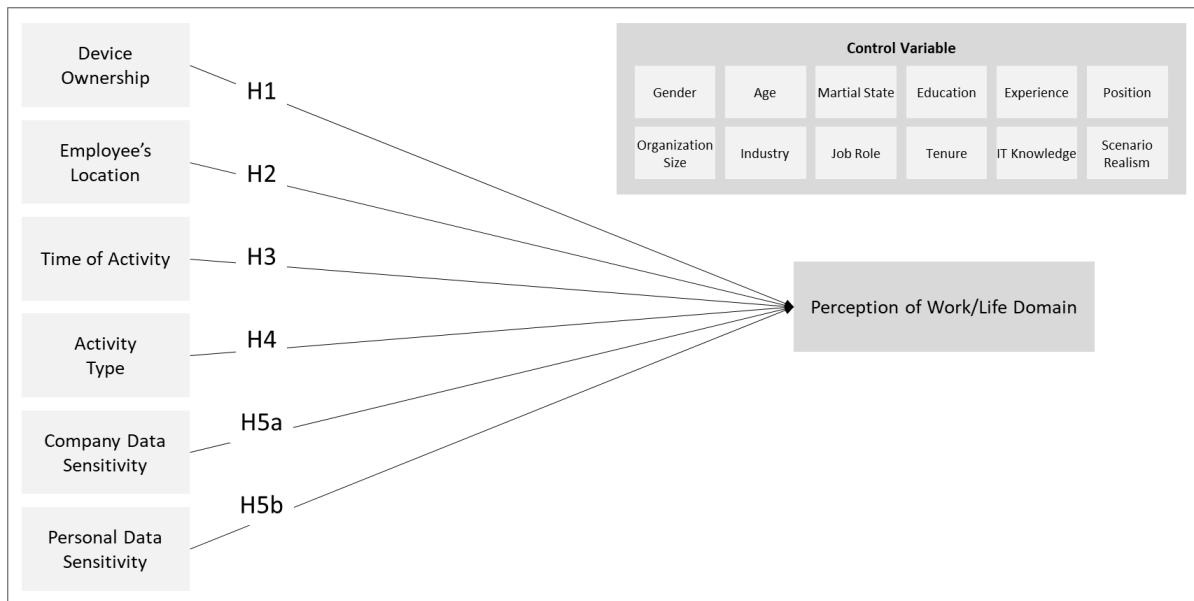 Device
Ownership
H1
Employee's
Location
H2
Time of Activity
H3
Activity
Type
H4
Company Data
Sensitivity
H5a
Personal Data
Sensitivity
H5b
Control Variable
Gender
Age
Martial State
Education
Experience
Position
Organization
Size
Industry
Job Role
Tenure
IT Knowledge
Scenario
Realism
Perception of Work/Life Domain